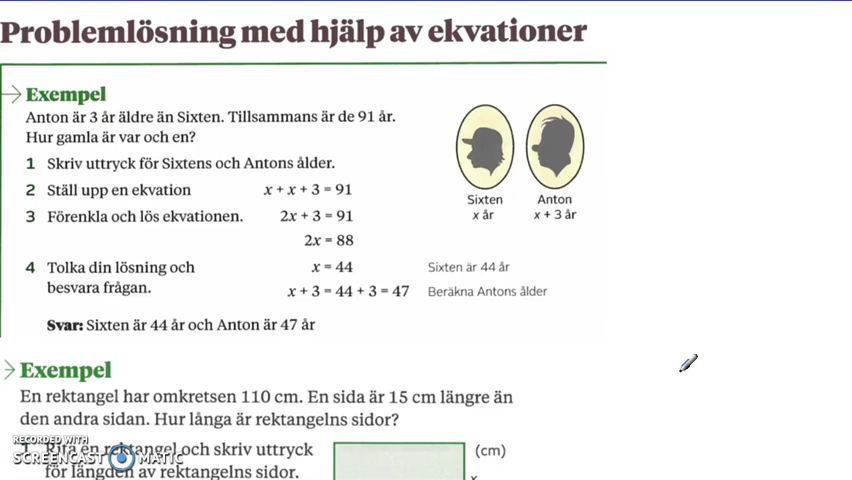 Problemlösning med hjälp av ekvationer
Exempel
Anton är 3 år äldre än Sixten. Tillsammans är de 91 år.
Hur gamla är var och en?
1 Skriv uttryck för Sixtens och Antons ålder.
2 Ställ upp en ekvation x + x + 3 = 91
3 Förenkla och lös ekvationen. 2x + 3 = 91
2x = 88
4 Tolka din lösning och x = 44 Sixten är 44 år
besvara frågan. x + 3 = 44 + 3 = 47 Beräkna Antons ålder
Svar: Sixten är 44 år och Anton är 47 år
Sixten
x år
Anton
x + 3 år
Exempel
En rektangel har omkretsen 110 cm. En sida är 15 cm längre än
den andra sidan. Hur långa är rektangelns sidor?
1 Rita en rektangel och skriv uttryck
för längden av rektangelns sidor.
(cm)
x
RECORDED WITH
SCREENCAST MATIC